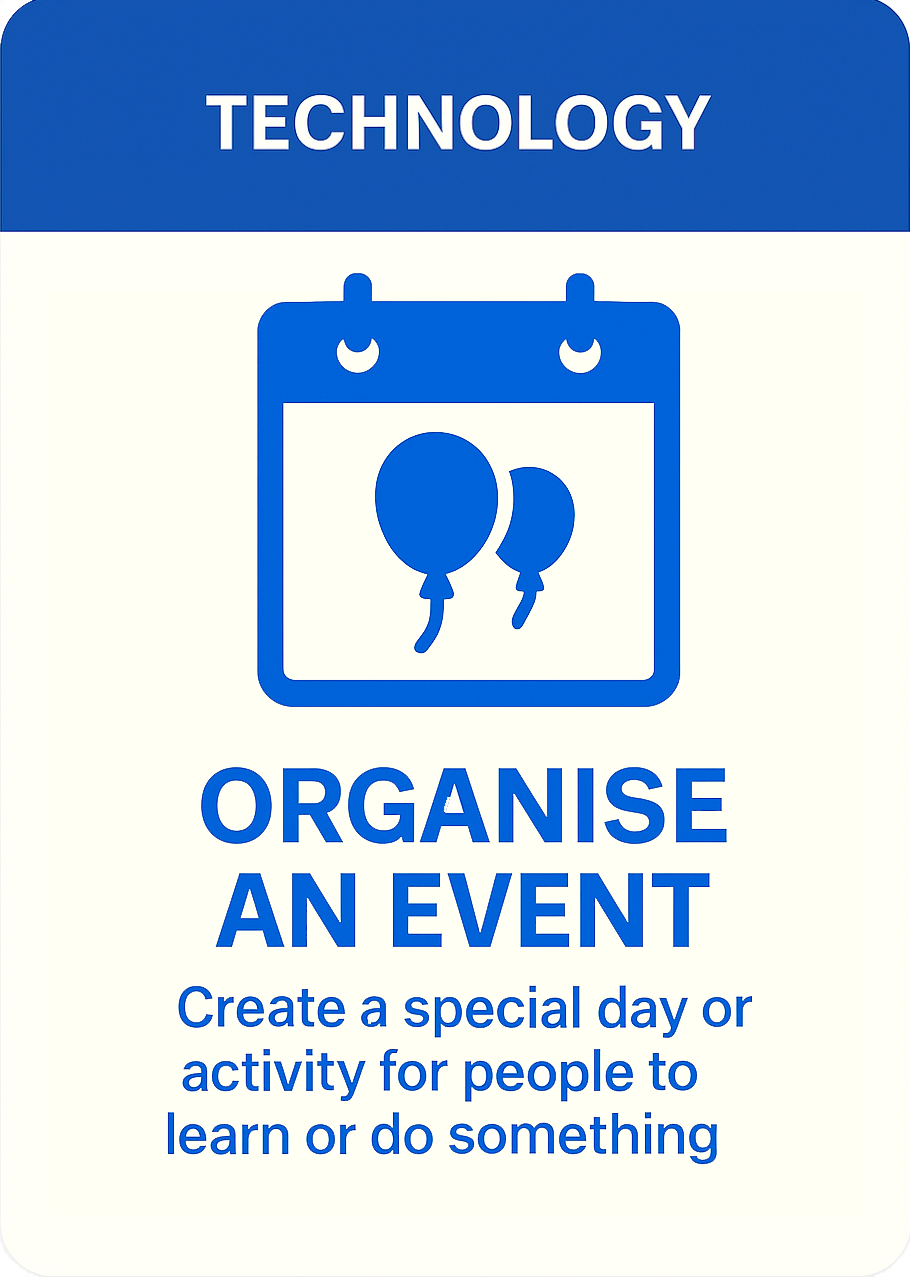 TECHNOLOGY
ORGANISE
AN EVENT
Create a special day or
activity for people to
learn or do something